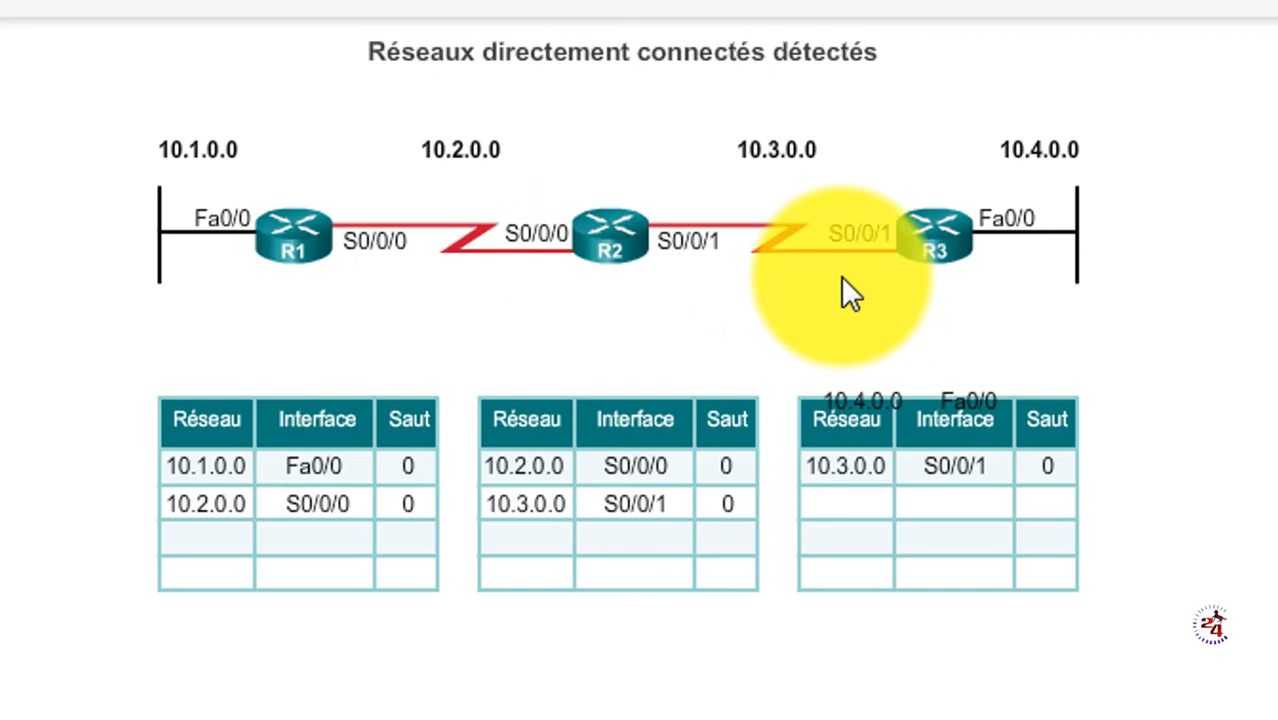 Réseaux directement connectés détectés
10.1.0.0 10.2.0.0 10.3.0.0 10.4.0.0
Fa0/0 R1 S0/0/0 S0/0/0 R2 S0/0/1 S0/0/1 R3 Fa0/0
10.4.0.0 Fa0/0
Réseau Interface Saut Réseau Interface Saut Réseau Interface Saut
10.1.0.0 Fa0/0 0 10.2.0.0 S0/0/0 0 10.3.0.0 S0/0/1 0
10.2.0.0 S0/0/0 0 10.3.0.0 S0/0/1 0
24